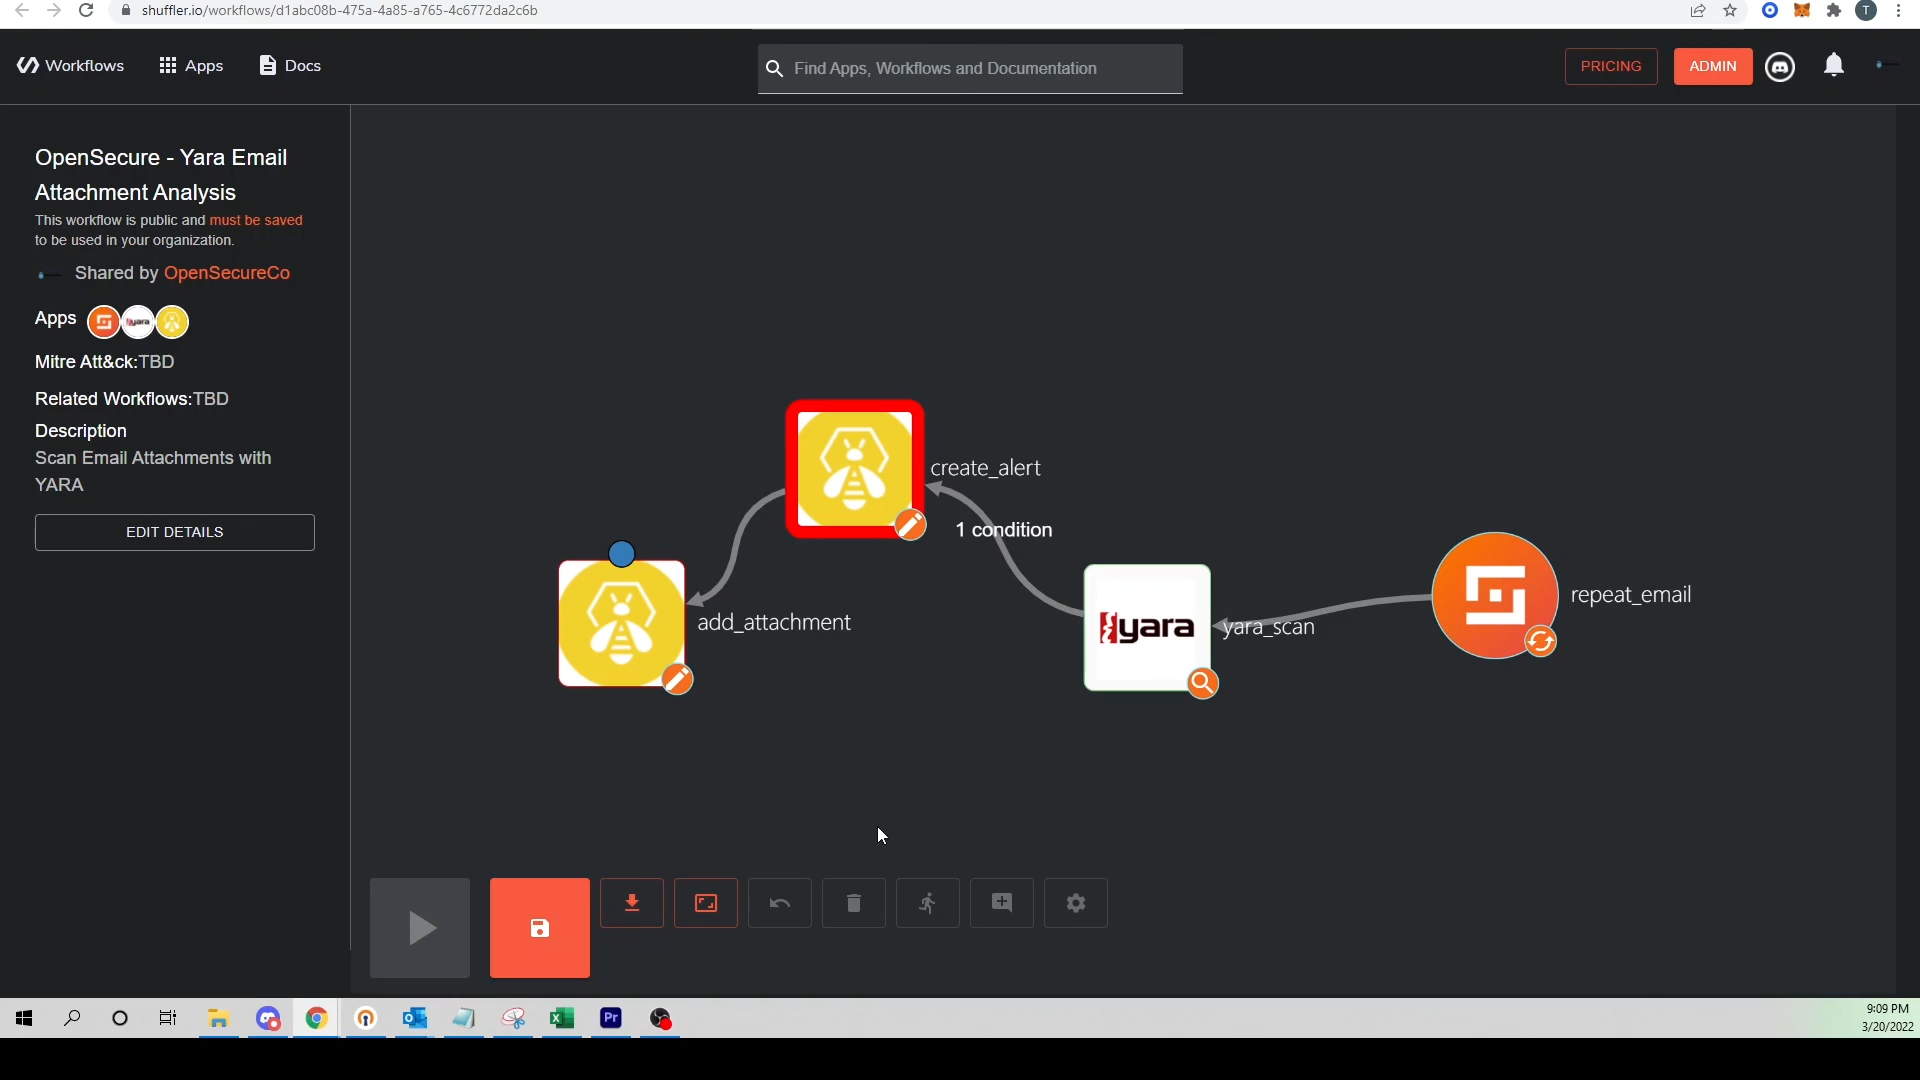 shuffler.io/workflows/d1abc08b-475a-4a85-a765-4c6772da2c6b
T
Workflows
Apps
Docs
Find Apps, Workflows and Documentation
PRICING
ADMIN
OpenSecure - Yara Email
Attachment Analysis
This workflow is public and must be saved
to be used in your organization.
Shared by OpenSecureCo
Apps
yara
Mitre Att&ck:TBD
Related Workflows:TBD
Description
Scan Email Attachments with
YARA
EDIT DETAILS
create_alert
1 condition
add_attachment
yara
yara_scan
repeat_email
Pr
9:09 PM
3/20/2022